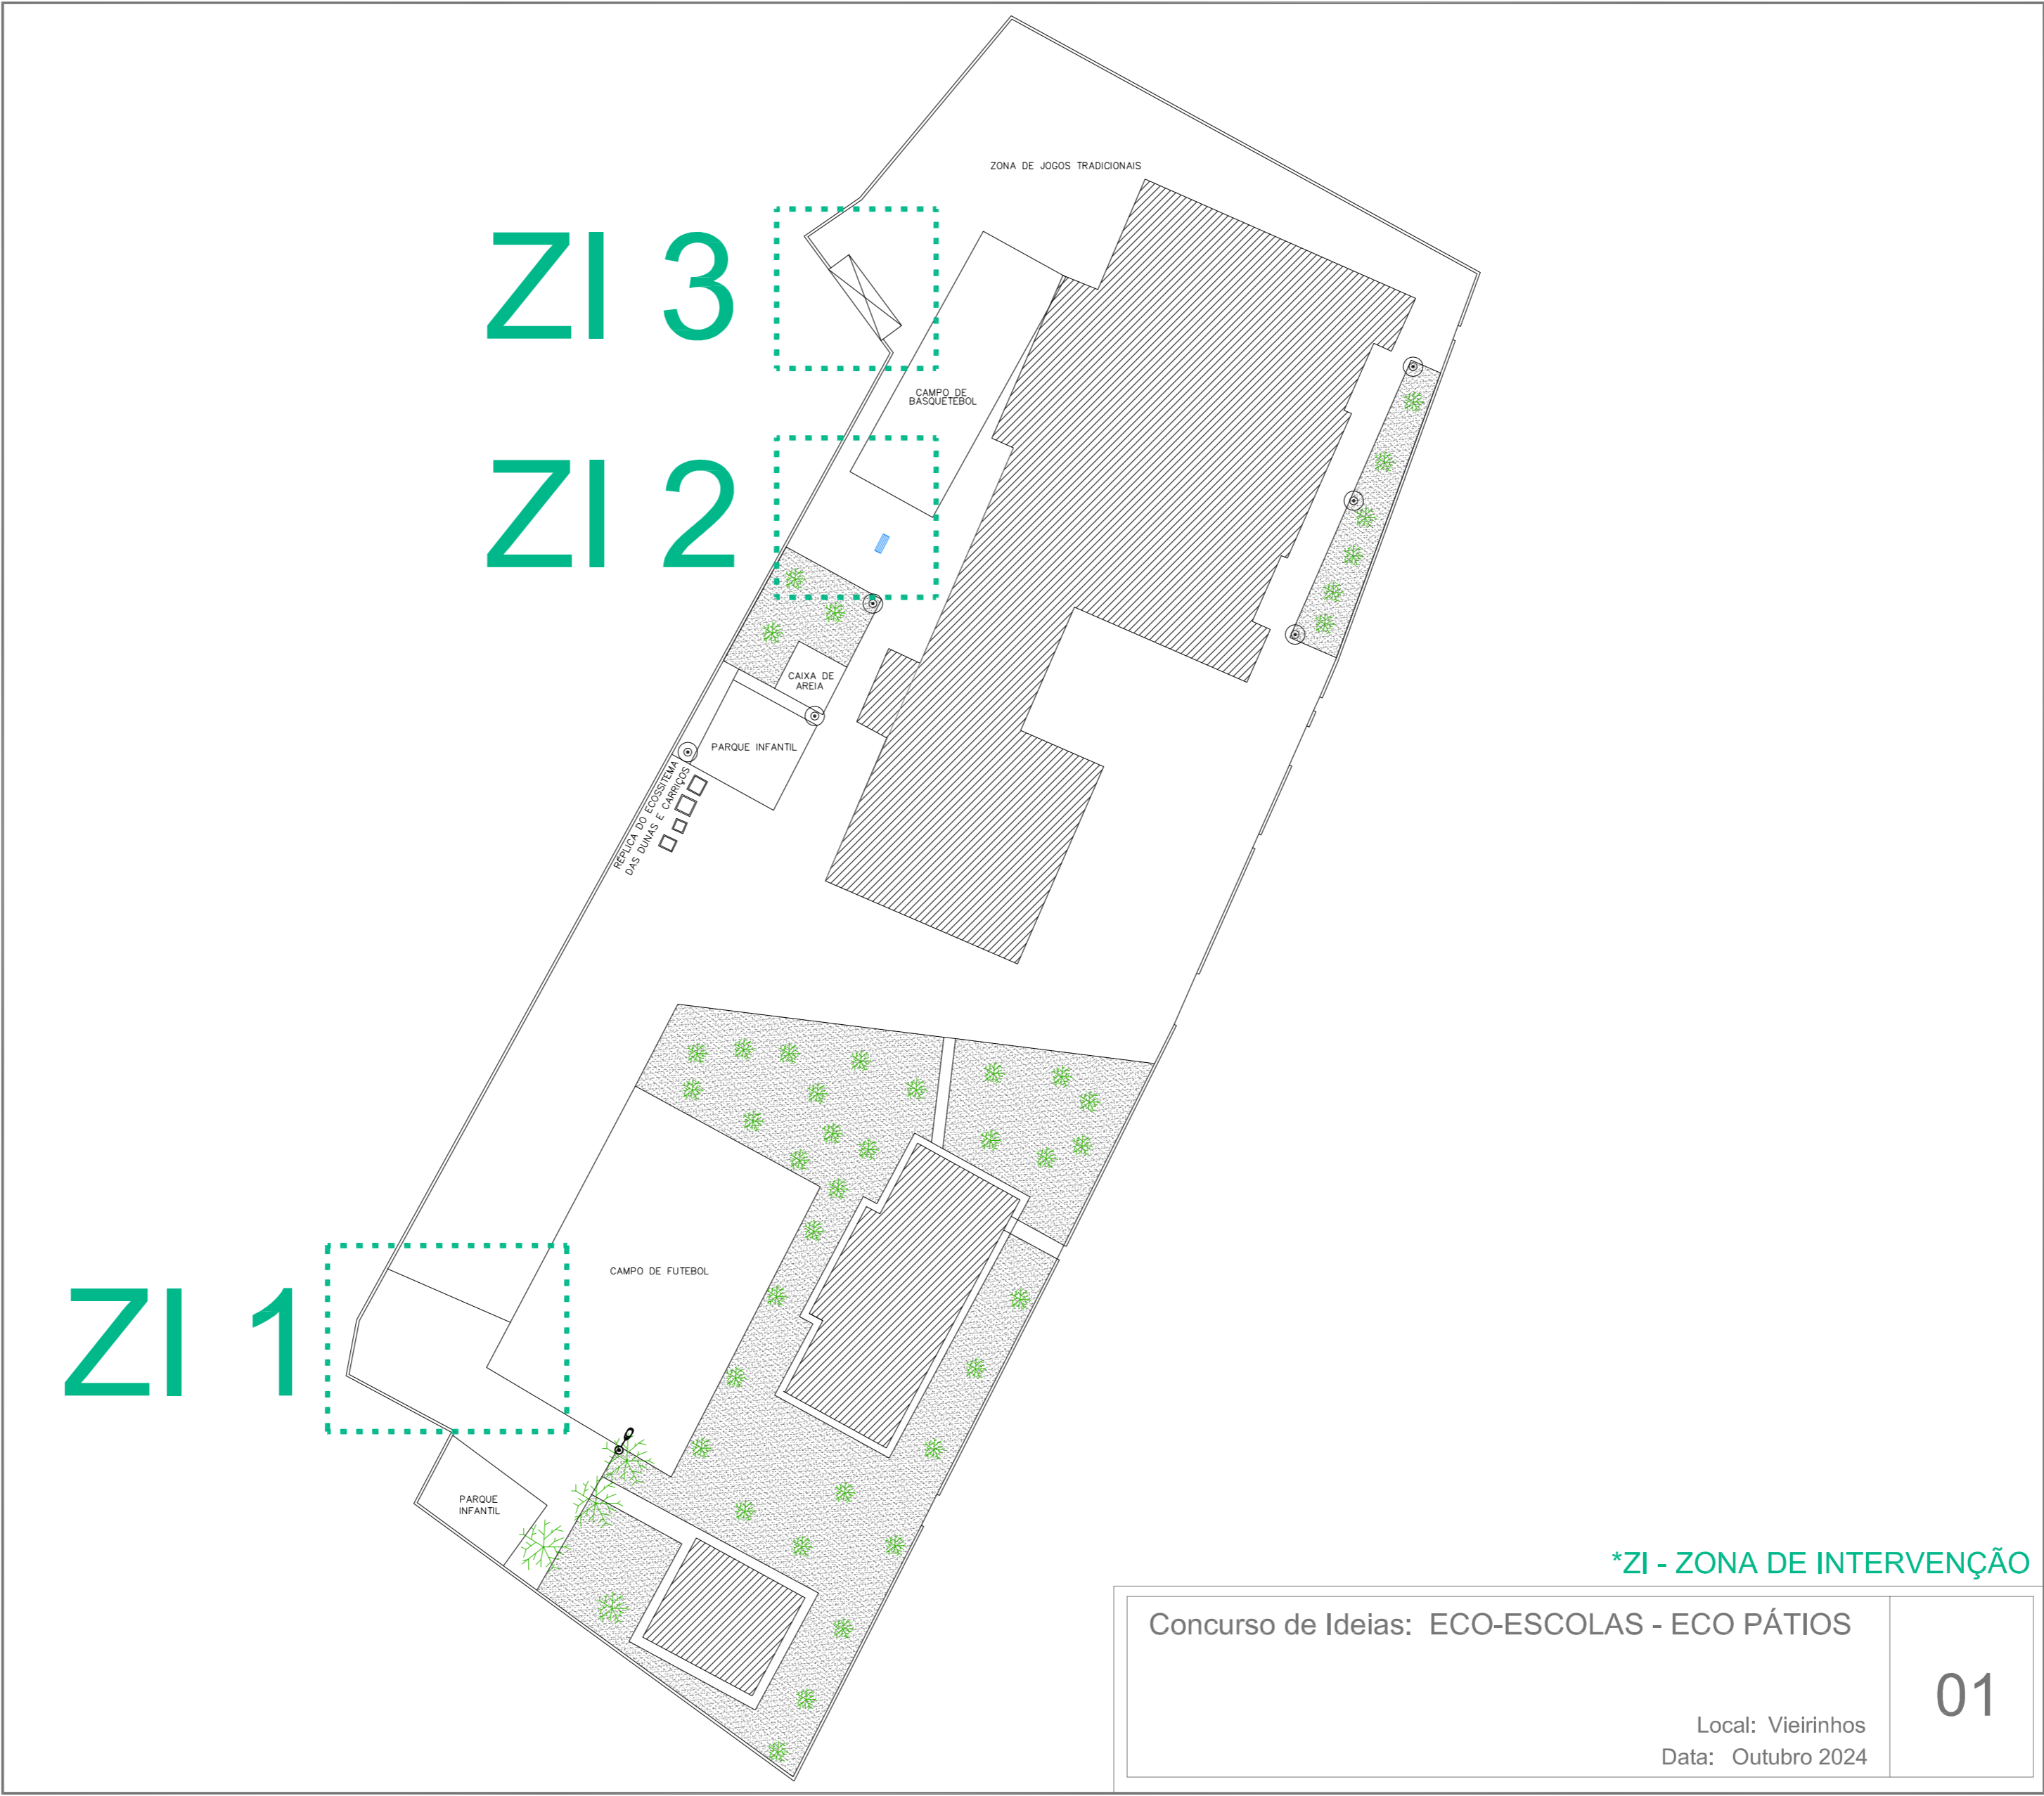 ZONA DE JOGOS TRADICIONAIS
ZI 3
CAMPO DE
BASQUETEBOL
ZI 2
CAIXA DE
AREIA
PARQUE INFANTIL
RÉPLICA DO ECOSSITEMA
DAS DUNAS E CARRIÇOS
CAMPO DE FUTEBOL
ZI 1
PARQUE
INFANTIL
*ZI - ZONA DE INTERVENÇÃO
Concurso de Ideias: ECO-ESCOLAS - ECO PÁTIOS
01
Local: Vieirinhos
Data: Outubro 2024